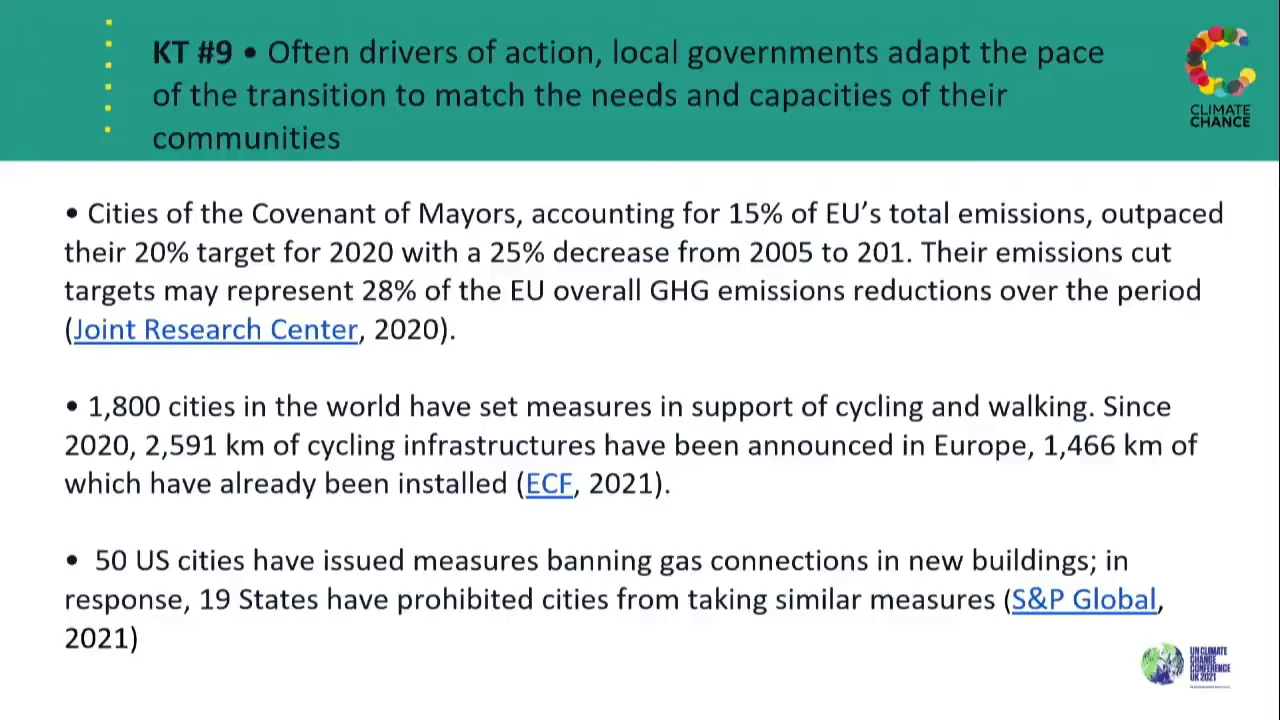 KT #9 • Often drivers of action, local governments adapt the pace
of the transition to match the needs and capacities of their
communities
CLIMATE
CHANCE
• Cities of the Covenant of Mayors, accounting for 15% of EU’s total emissions, outpaced
their 20% target for 2020 with a 25% decrease from 2005 to 201. Their emissions cut
targets may represent 28% of the EU overall GHG emissions reductions over the period
(Joint Research Center, 2020).
• 1,800 cities in the world have set measures in support of cycling and walking. Since
2020, 2,591 km of cycling infrastructures have been announced in Europe, 1,466 km of
which have already been installed (ECF, 2021).
• 50 US cities have issued measures banning gas connections in new buildings; in
response, 19 States have prohibited cities from taking similar measures (S&P Global,
2021)
UN CLIMATE
CHANGE
CONFERENCE
UK 2021